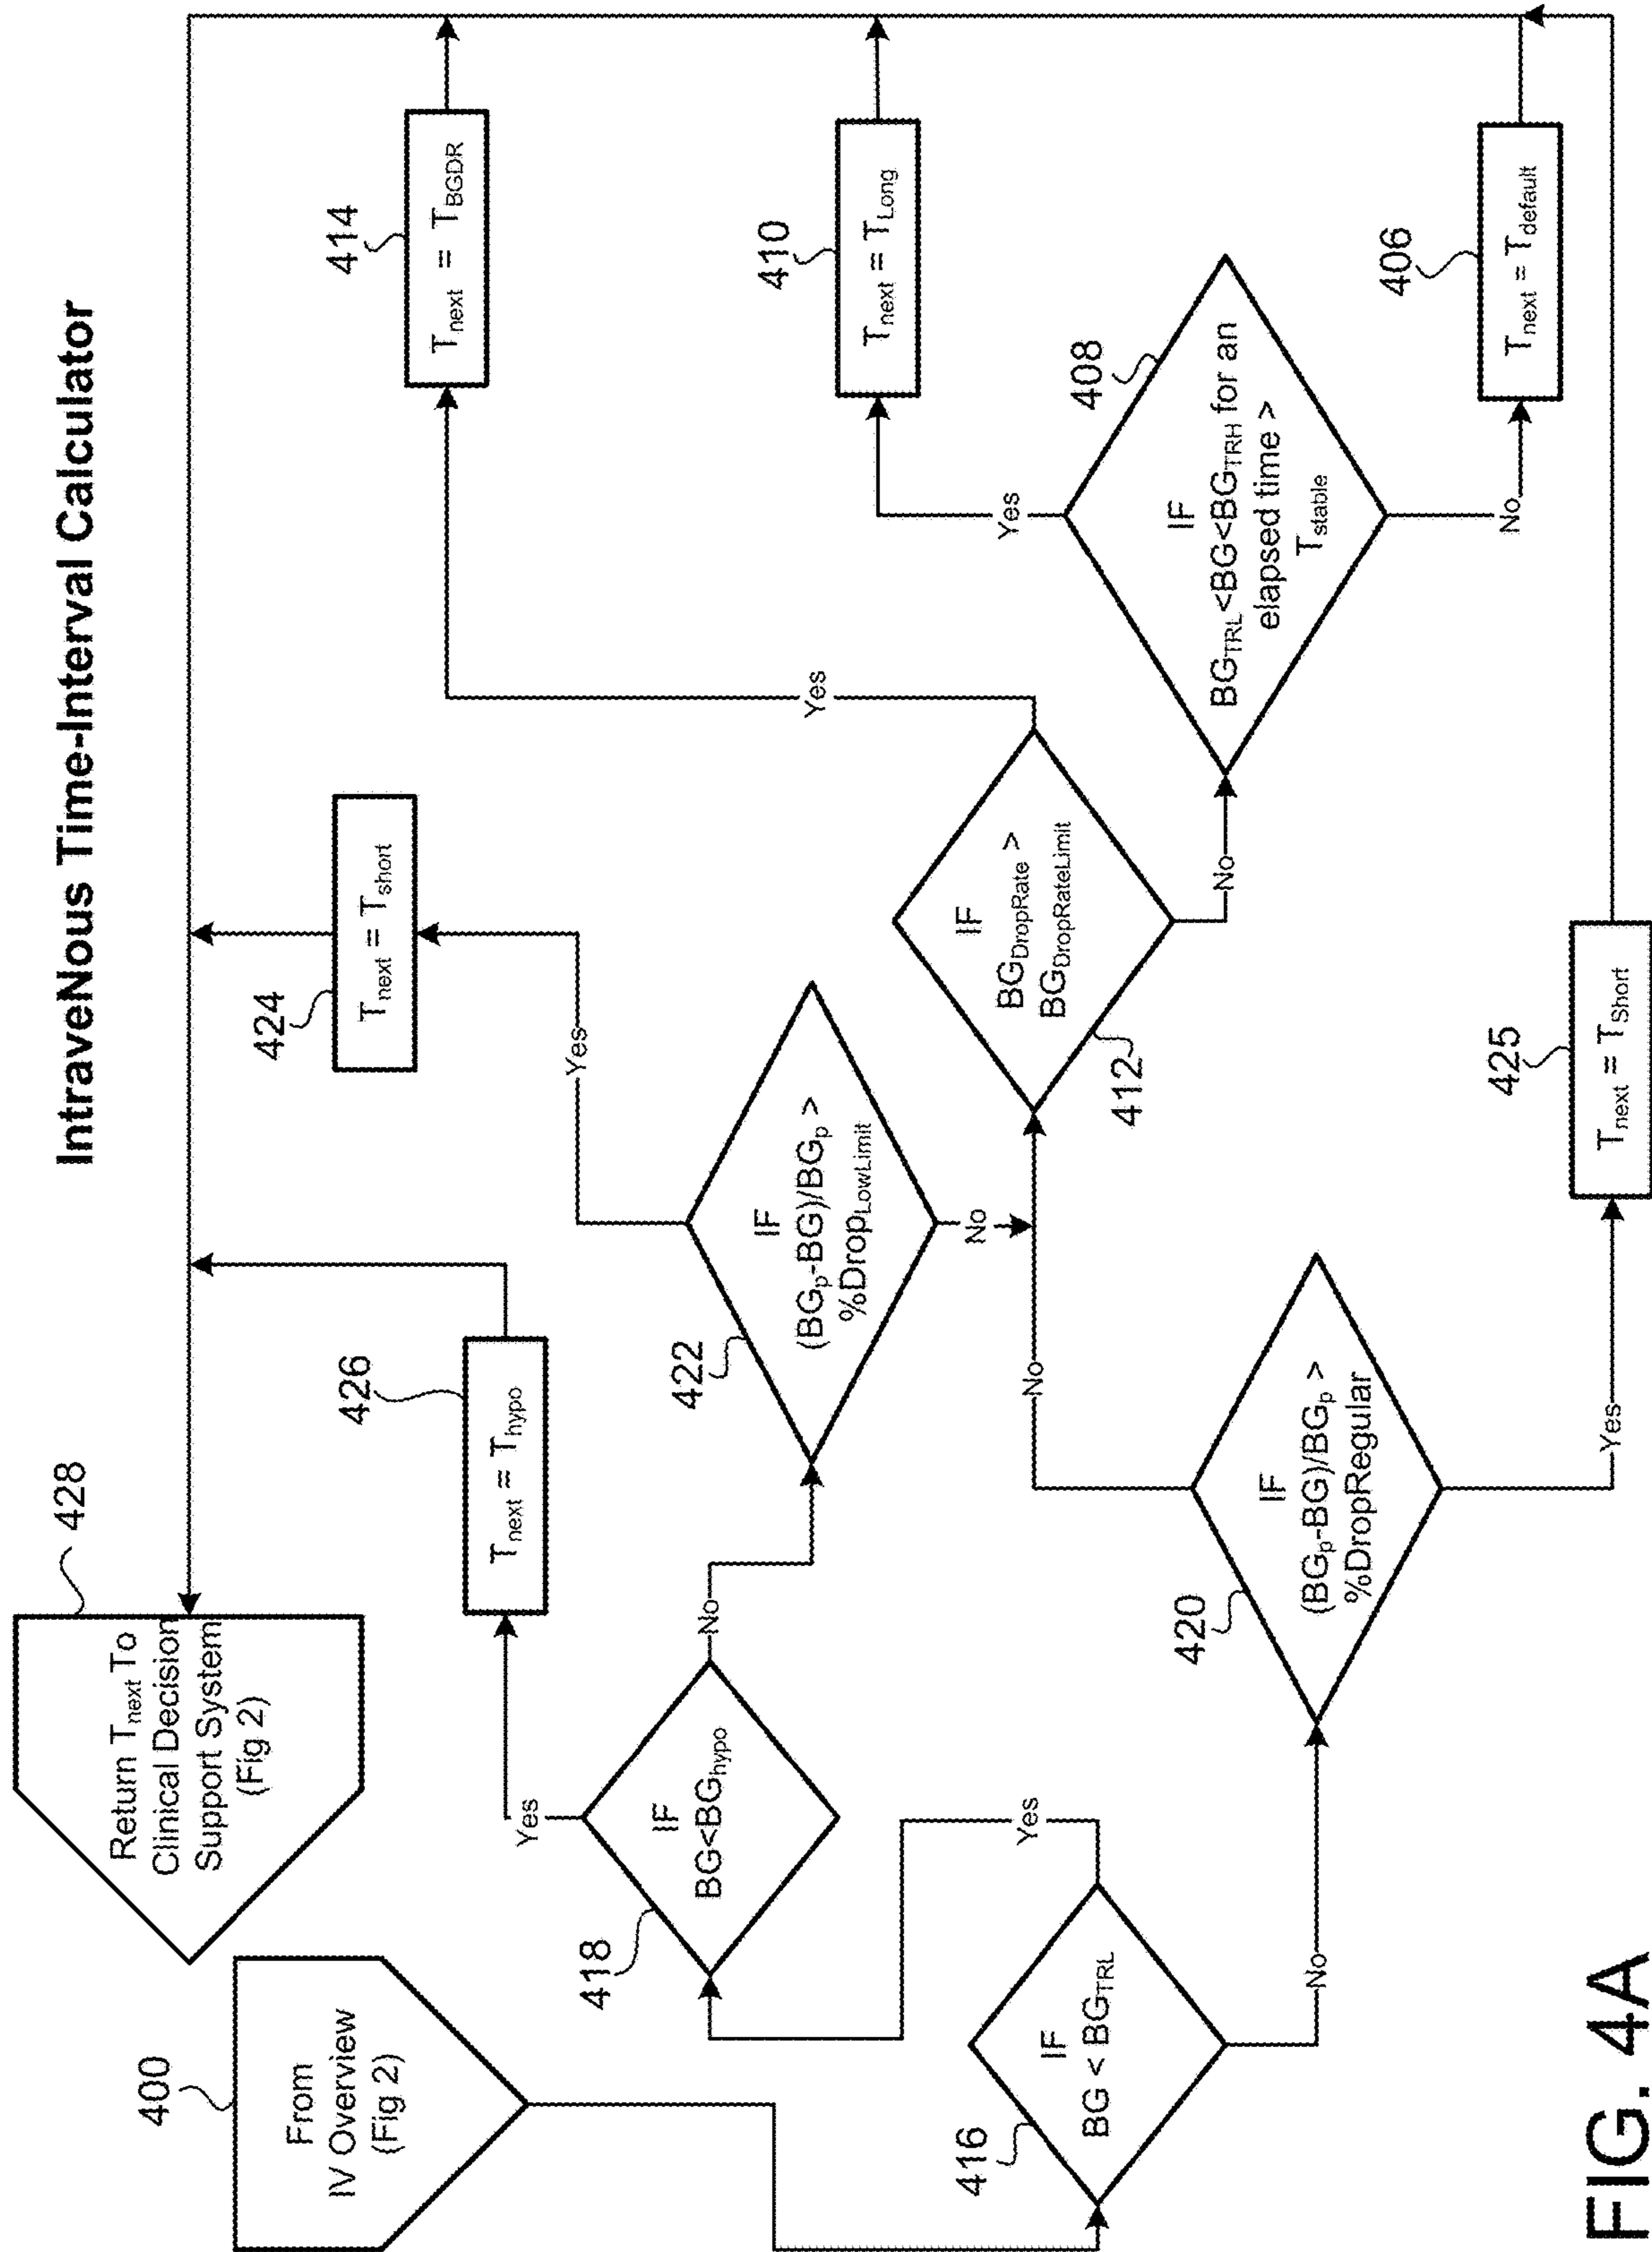 IntraveNous Time-Interval Calculator
400
From
IV Overview
(Fig 2)
428
Return Tnext To
Clinical Decision
Support System
(Fig 2)
416
IF
BG < BGTRL
Yes
No
418
IF
BG<BGhypo
Yes
No
426
Tnext = Thypo
422
IF
(BGp-BG)/BGp >
%DropLowLimit
Yes
No
424
Tnext = Tshort
420
IF
(BGp-BG)/BGp >
%DropRegular
No
Yes
425
Tnext = TShort
412
IF
BGDropRate >
BGDropRateLimit
Yes
No
414
Tnext = TBGDR
408
IF
BGTRL<BG<BGTRH for an
elapsed time >
Tstable
Yes
No
410
Tnext = TLong
406
Tnext = Tdefault
FIG. 4A